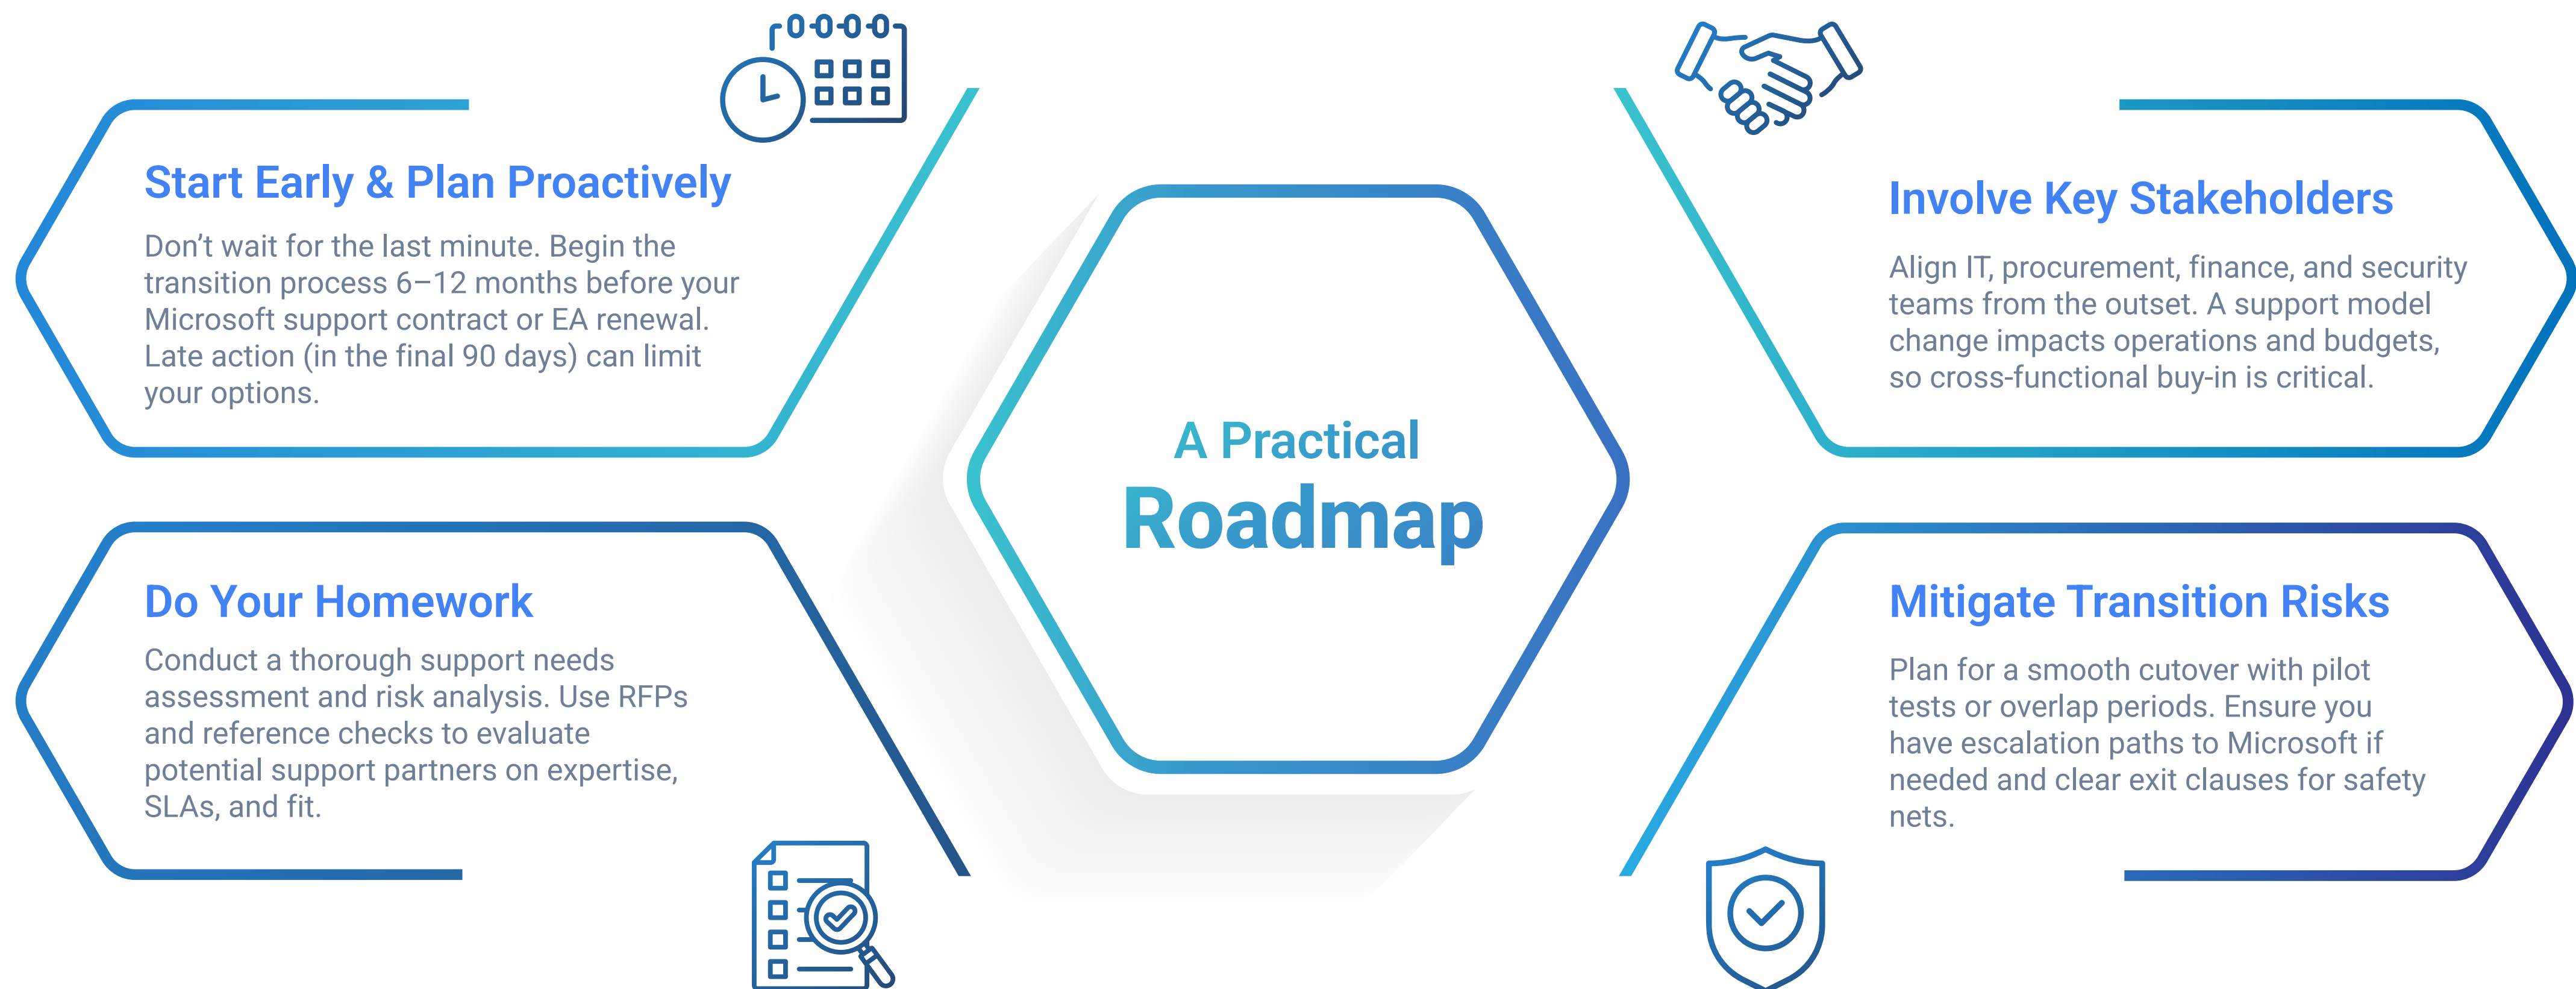 Start Early & Plan Proactively
Don’t wait for the last minute. Begin the
transition process 6–12 months before your
Microsoft support contract or EA renewal.
Late action (in the final 90 days) can limit
your options.
Involve Key Stakeholders
Align IT, procurement, finance, and security
teams from the outset. A support model
change impacts operations and budgets,
so cross-functional buy-in is critical.
A Practical
Roadmap
Do Your Homework
Conduct a thorough support needs
assessment and risk analysis. Use RFPs
and reference checks to evaluate
potential support partners on expertise,
SLAs, and fit.
Mitigate Transition Risks
Plan for a smooth cutover with pilot
tests or overlap periods. Ensure you
have escalation paths to Microsoft if
needed and clear exit clauses for safety
nets.